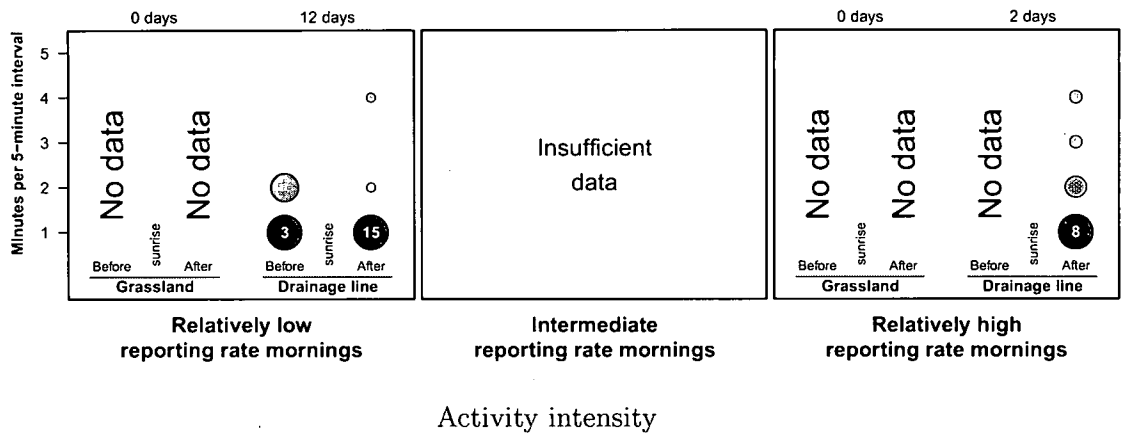 0 days 12 days 0 days 2 days
Minutes per 5-minute interval
5
4
3
2
1
No data
No data
3
15
Before
sunrise
After
Before
sunrise
After
Grassland
Drainage line
Insufficient
data
No data
No data
No data
8
Before
sunrise
After
Before
sunrise
After
Grassland
Drainage line
Relatively low
reporting rate mornings
Intermediate
reporting rate mornings
Relatively high
reporting rate mornings
Activity intensity